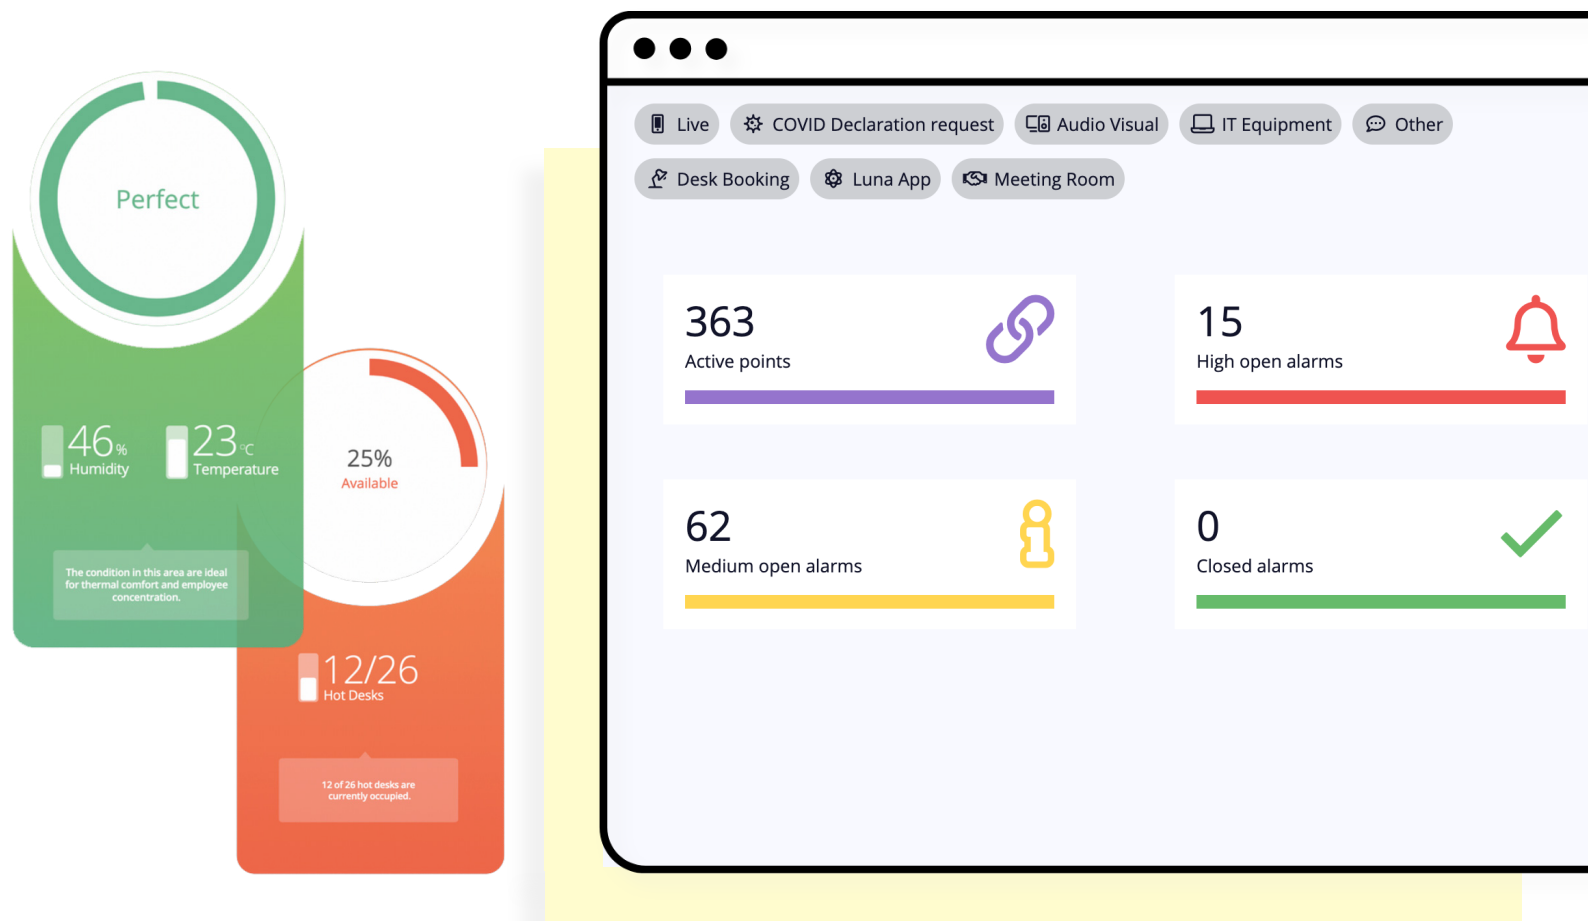 Perfect
46%
Humidity
23°C
Temperature
The condition in this area are ideal
for thermal comfort and employee
concentration.
25%
Available
12/26
Hot Desks
12 of 26 hot desks are
currently occupied.
Live
COVID Declaration request
Audio Visual
IT Equipment
Other
Desk Booking
Luna App
Meeting Room
363
Active points
15
High open alarms
62
Medium open alarms
0
Closed alarms